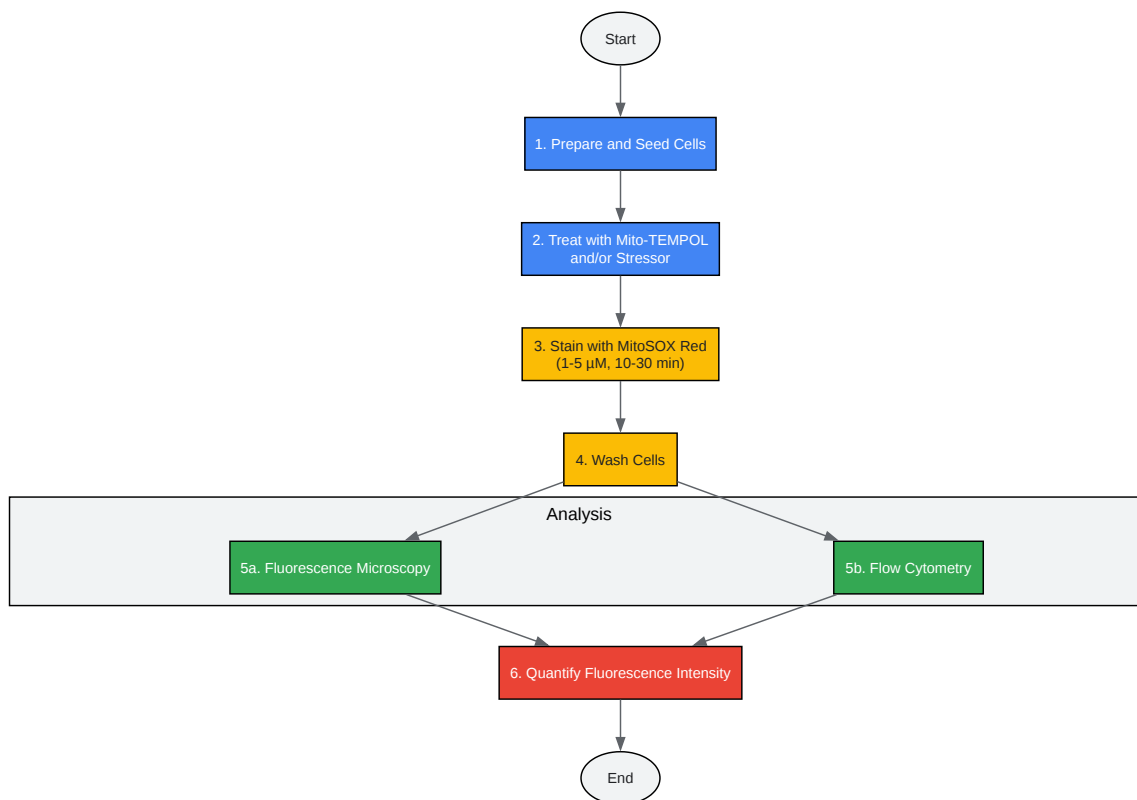 Start
1. Prepare and Seed Cells
2. Treat with Mito-TEMPOL
and/or Stressor
3. Stain with MitoSOX Red
(1-5 µM, 10-30 min)
4. Wash Cells
Analysis
5a. Fluorescence Microscopy
5b. Flow Cytometry
6. Quantify Fluorescence Intensity
End